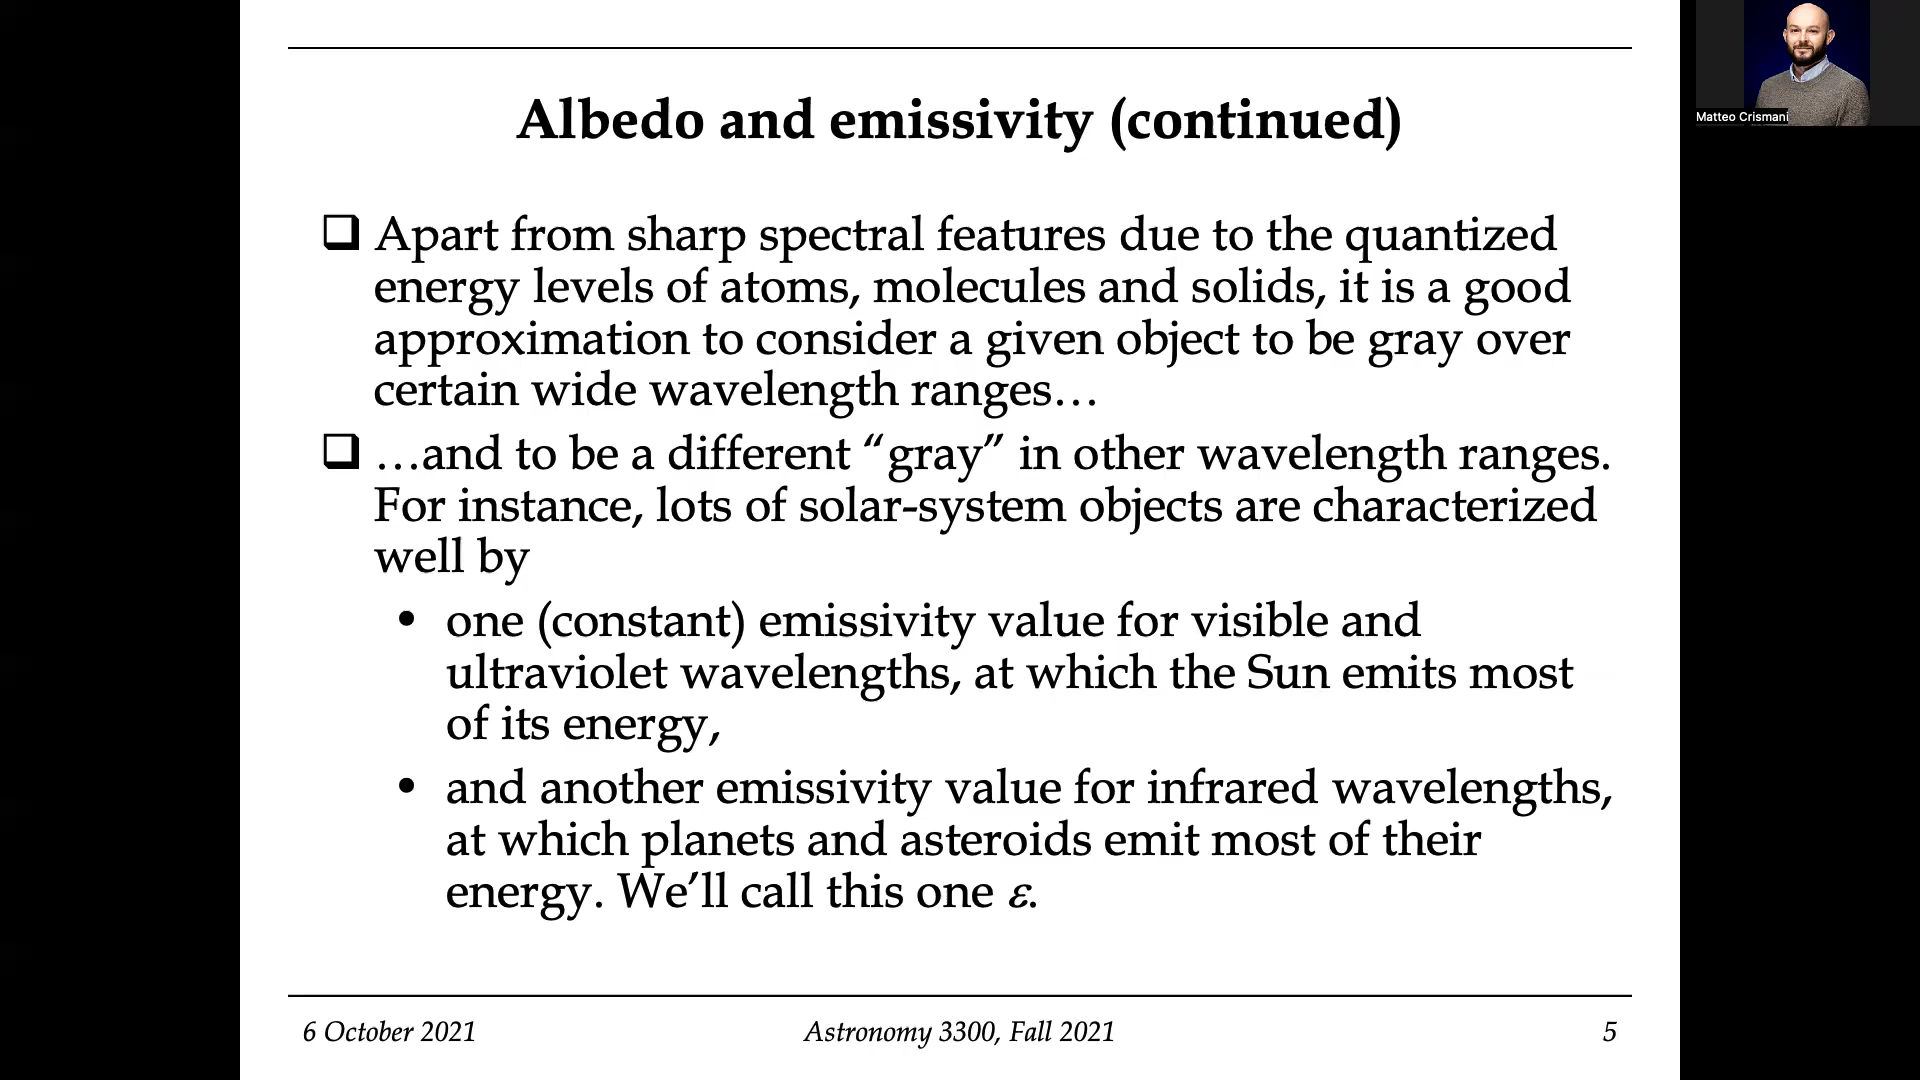 Matteo Crismani
Albedo and emissivity (continued)
Apart from sharp spectral features due to the quantized
energy levels of atoms, molecules and solids, it is a good
approximation to consider a given object to be gray over
certain wide wavelength ranges…
…and to be a different “gray” in other wavelength ranges.
For instance, lots of solar-system objects are characterized
well by
• one (constant) emissivity value for visible and
ultraviolet wavelengths, at which the Sun emits most
of its energy,
• and another emissivity value for infrared wavelengths,
at which planets and asteroids emit most of their
energy. We’ll call this one ε.
6 October 2021
Astronomy 3300, Fall 2021
5